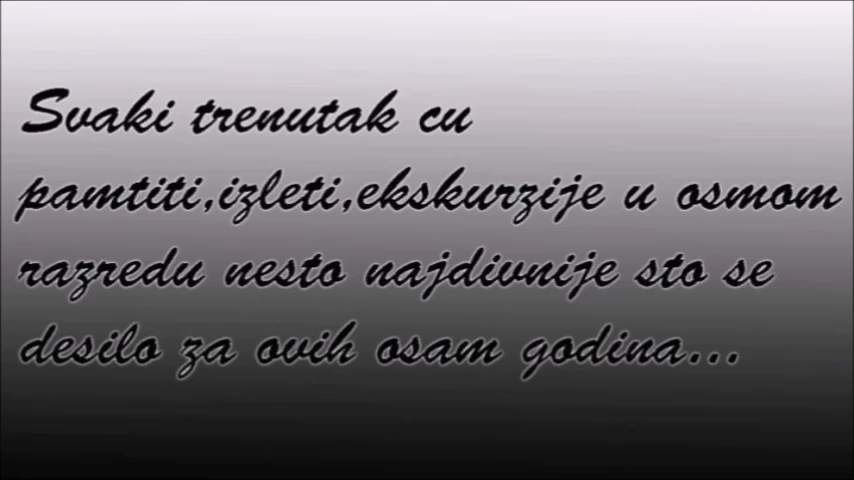 Svaki trenutak cu
pamtiti,izleti,ekskurzije u osmom
razredu nesto najdivnije sto se
desilo za ovih osam godina...